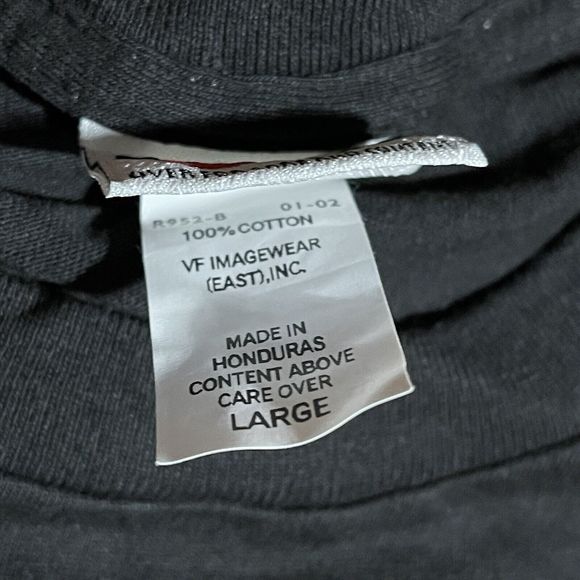 R952-B 01-02
100% COTTON
VF IMAGEWEAR
(EAST), INC.
MADE IN
HONDURAS
CONTENT ABOVE
CARE OVER
LARGE